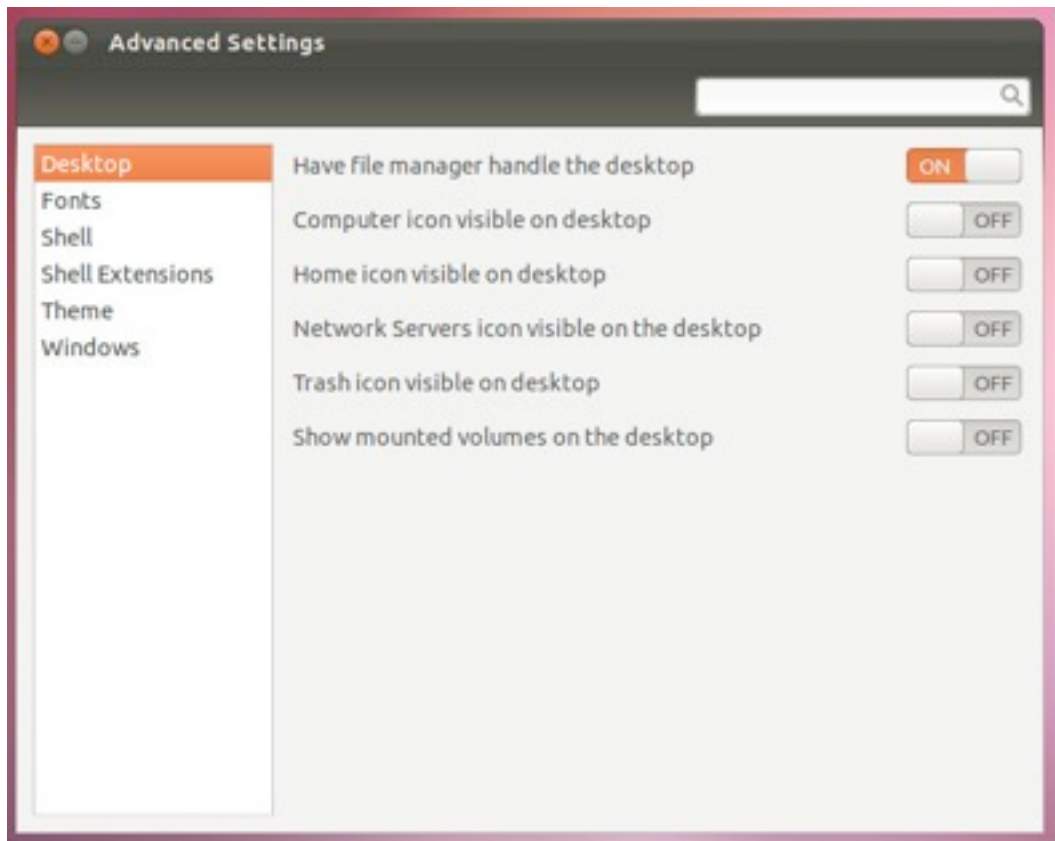 Advanced Settings
Desktop
Fonts
Shell
Shell Extensions
Theme
Windows
Have file manager handle the desktop ON
Computer icon visible on desktop OFF
Home icon visible on desktop OFF
Network Servers icon visible on the desktop OFF
Trash icon visible on desktop OFF
Show mounted volumes on the desktop OFF